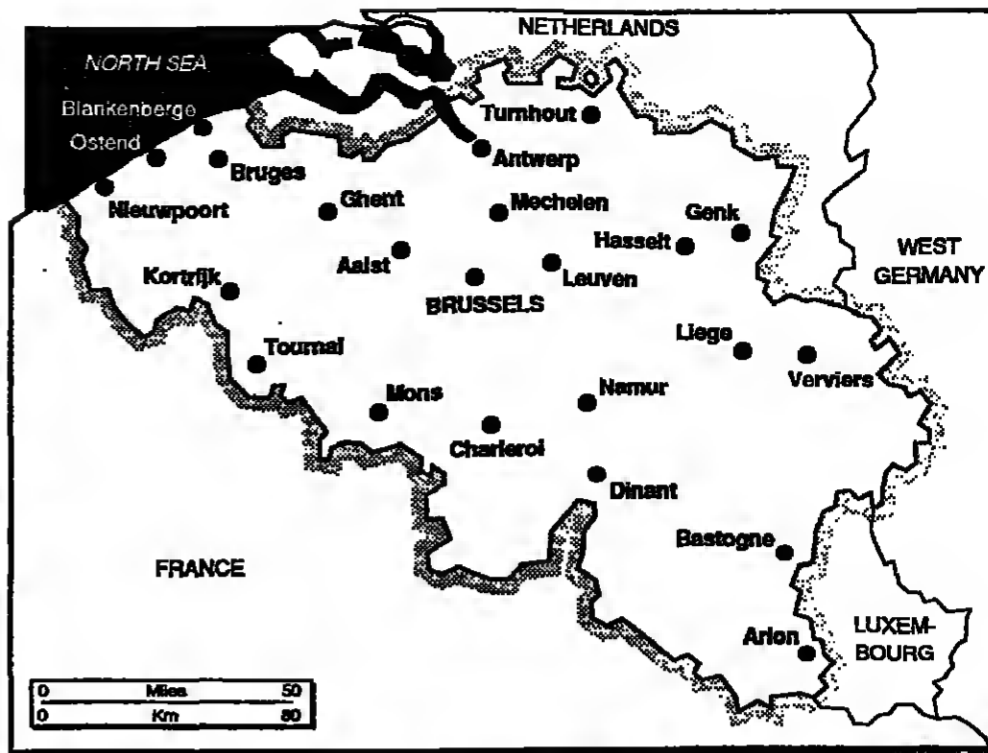 NETHERLANDS
NORTH SEA
Blankenberge
Ostend
Turnhout
Antwerp
Bruges
Nieuwpoort
Ghent
Mechelen
Genk
Hasselt
WEST
GERMANY
Aalst
Leuven
Kortrijk
BRUSSELS
Liege
Verviers
Tournai
Mons
Namur
Charleroi
Dinant
Bastogne
FRANCE
LUXEM-
BOURG
Arlon
0 Miles 50
0 Km 80